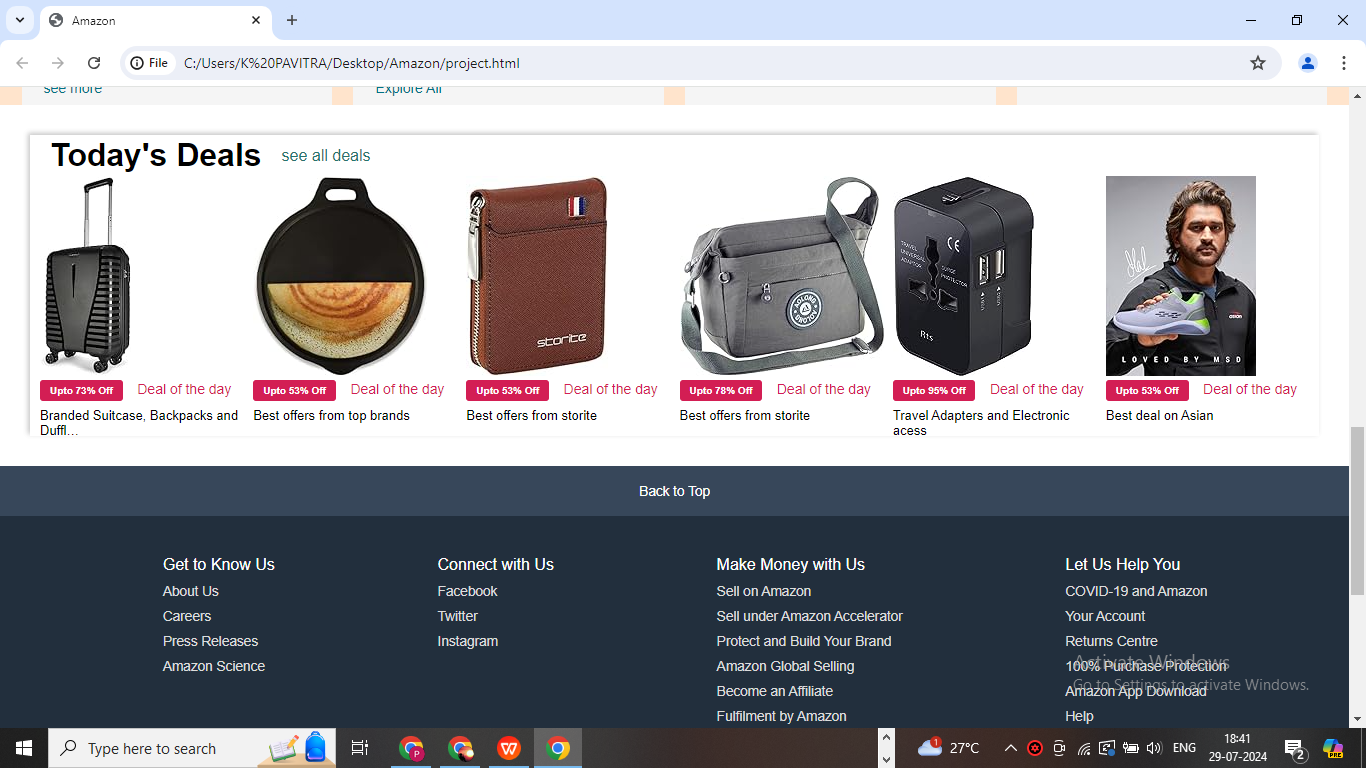 Amazon
File
C:/Users/K%20PAVITRA/Desktop/Amazon/project.html
see more
Explore All
Today's Deals
see all deals
storite
AOLONG
TRAVEL UNIVERSAL ADAPTOR
CE
SURGE PROTECTOR
Rts
asian
LOVED BY MSD
Upto 73% Off
Deal of the day
Upto 53% Off
Deal of the day
Upto 53% Off
Deal of the day
Upto 78% Off
Deal of the day
Upto 95% Off
Deal of the day
Upto 53% Off
Deal of the day
Branded Suitcase, Backpacks and
Duffl...
Best offers from top brands
Best offers from storite
Best offers from storite
Travel Adapters and Electronic
acess
Best deal on Asian
Back to Top
Get to Know Us
About Us
Careers
Press Releases
Amazon Science
Connect with Us
Facebook
Twitter
Instagram
Make Money with Us
Sell on Amazon
Sell under Amazon Accelerator
Protect and Build Your Brand
Amazon Global Selling
Become an Affiliate
Fulfilment by Amazon
Let Us Help You
COVID-19 and Amazon
Your Account
Returns Centre
100% Purchase Protection
Amazon App Download
Help
Activate Windows
Go to Settings to activate Windows.
Type here to search
P
W
1
27°C
ENG
18:41
29-07-2024
2
PRE